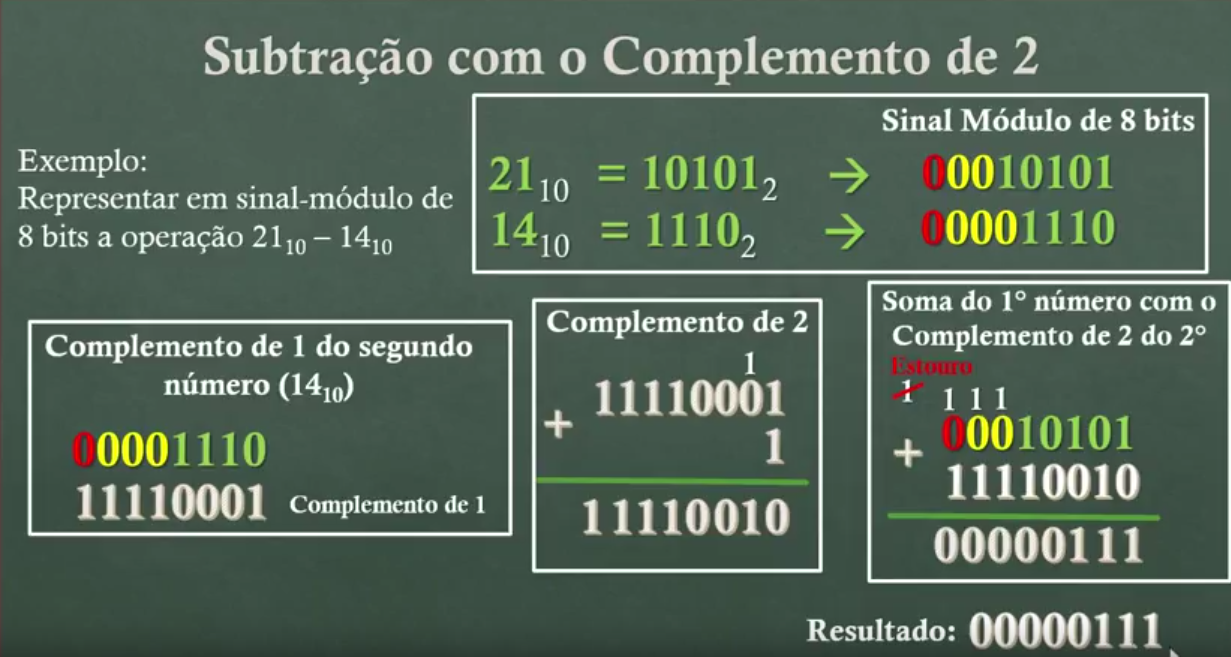 Subtração com o Complemento de 2
Exemplo:
Representar em sinal-módulo de
8 bits a operação 21₁₀ – 14₁₀
Sinal Módulo de 8 bits
21₁₀ = 10101₂ → 00010101
14₁₀ = 1110₂ → 00001110
Complemento de 1 do segundo
número (14₁₀)
00001110
11110001 Complemento de 1
Complemento de 2
1
11110001
+
1
11110010
Soma do 1° número com o
Complemento de 2 do 2°
Estouro
1 1 1 1
00010101
+
11110010
00000111
Resultado: 00000111